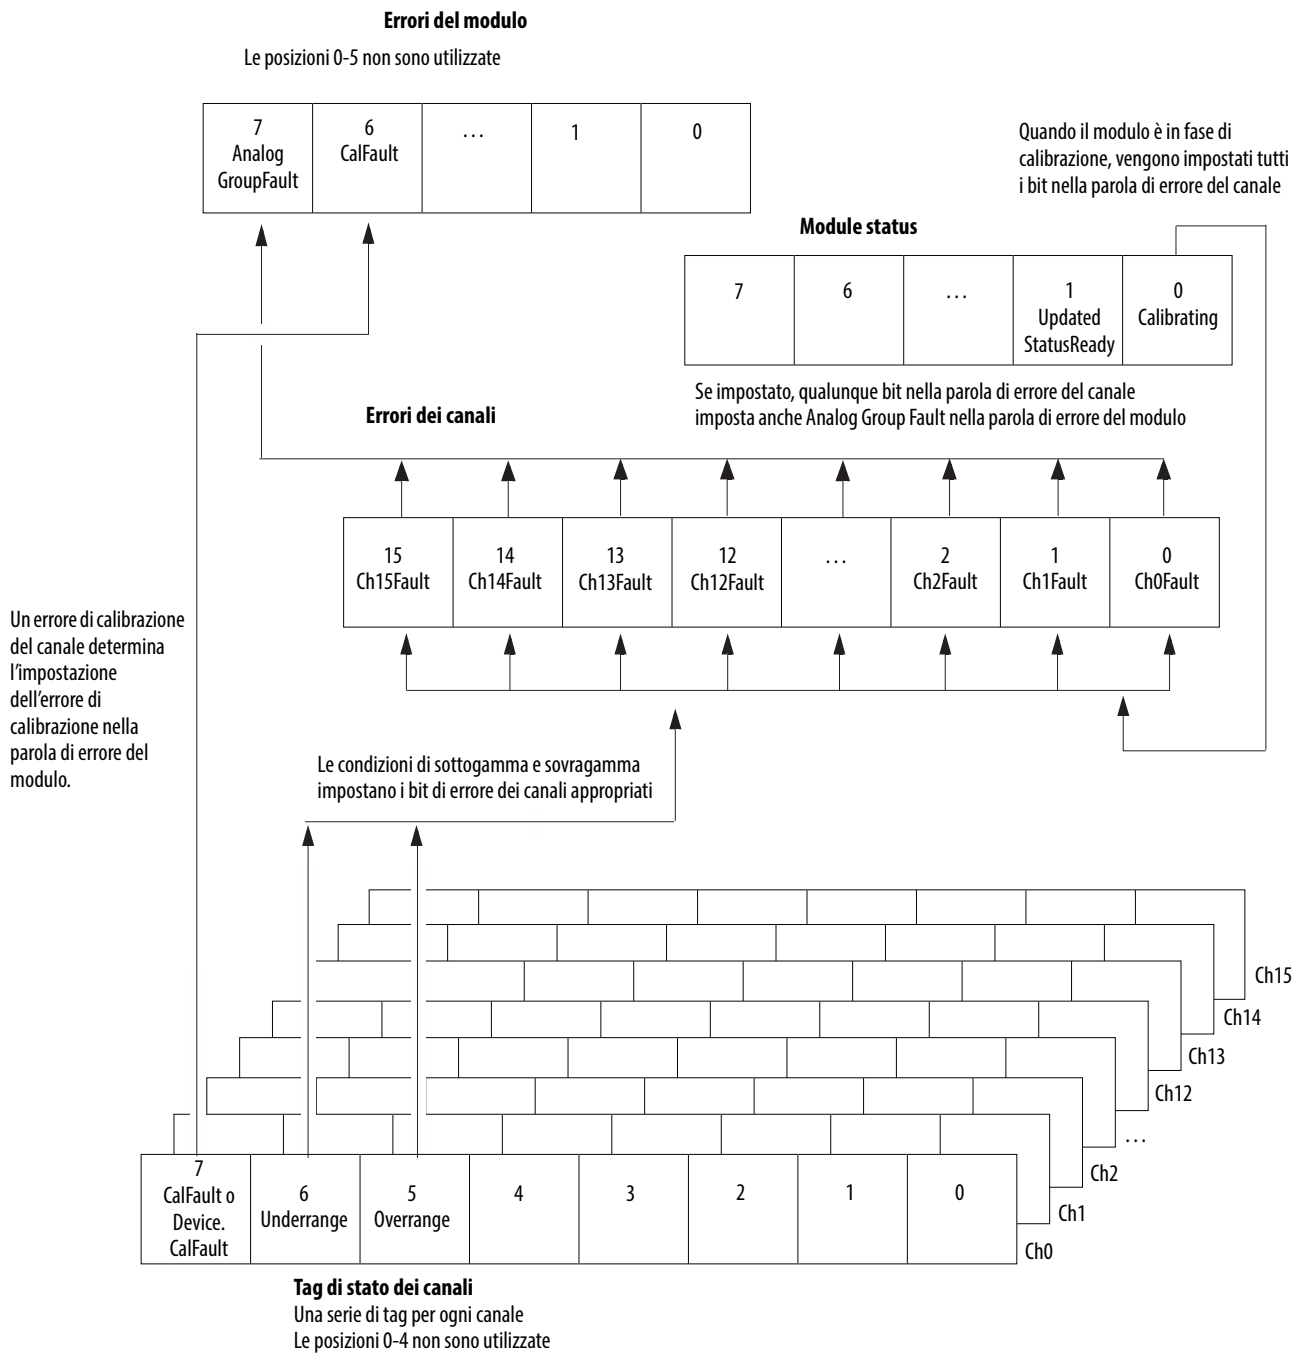 Errori del modulo
Le posizioni 0-5 non sono utilizzate
7
Analog
GroupFault
6
CalFault
...
1
0
Quando il modulo è in fase di
calibrazione, vengono impostati tutti
i bit nella parola di errore del canale
Module status
7
6
...
1
Updated
StatusReady
0
Calibrating
Se impostato, qualunque bit nella parola di errore del canale
imposta anche Analog Group Fault nella parola di errore del modulo
Errori dei canali
15
Ch15Fault
14
Ch14Fault
13
Ch13Fault
12
Ch12Fault
...
2
Ch2Fault
1
Ch1Fault
0
Ch0Fault
Un errore di calibrazione
del canale determina
l'impostazione
dell'errore di
calibrazione nella
parola di errore del
modulo.
Le condizioni di sottogamma e sovragamma
impostano i bit di errore dei canali appropriati
Ch15
Ch14
Ch13
Ch12
...
Ch2
Ch1
Ch0
7
CalFault o
Device.
CalFault
6
Underrange
5
Overrange
4
3
2
1
0
Tag di stato dei canali
Una serie di tag per ogni canale
Le posizioni 0-4 non sono utilizzate